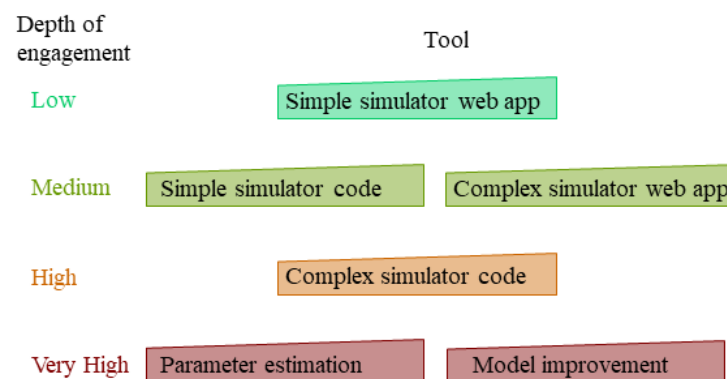 Depth of
engagement
Tool
Low
Simple simulator web app
Medium
Simple simulator code
Complex simulator web app
High
Complex simulator code
Very High
Parameter estimation
Model improvement